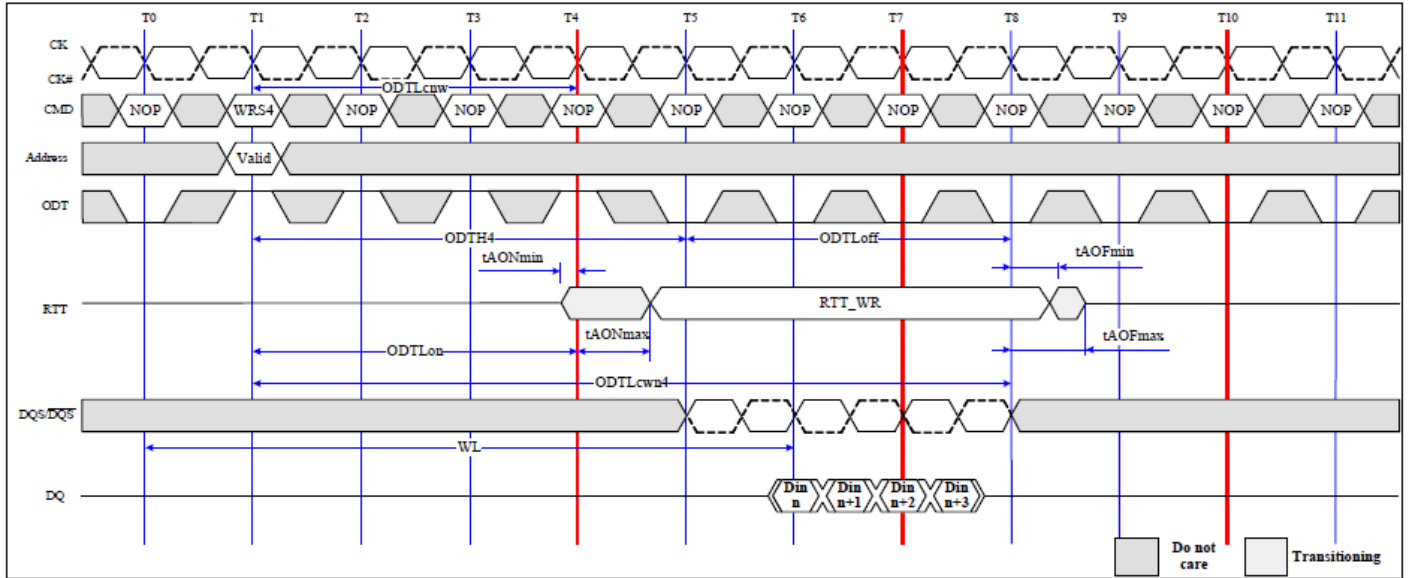 T0 T1 T2 T3 T4 T5 T6 T7 T8 T9 T10 T11
CK
CK#
ODTLcnw
CMD NOP WRS4 NOP NOP NOP NOP NOP NOP NOP NOP NOP NOP
Address Valid
ODT
ODTH4 ODTLoff
tAONmin tAOFmin
RTT RTT_WR
tAONmax tAOFmax
ODTLon
ODTLcwn4
DQS/DQS
WL
DQ Din n Din n+1 Din n+2 Din n+3
Do not care Transitioning